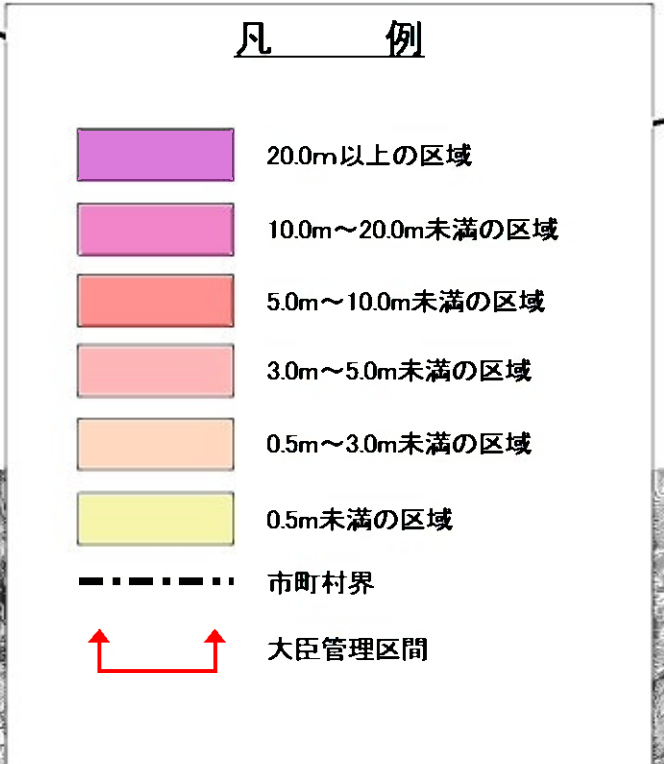 凡 例
20.0m以上の区域
10.0m～20.0m未満の区域
5.0m～10.0m未満の区域
3.0m～5.0m未満の区域
0.5m～3.0m未満の区域
0.5m未満の区域
市町村界
大臣管理区間